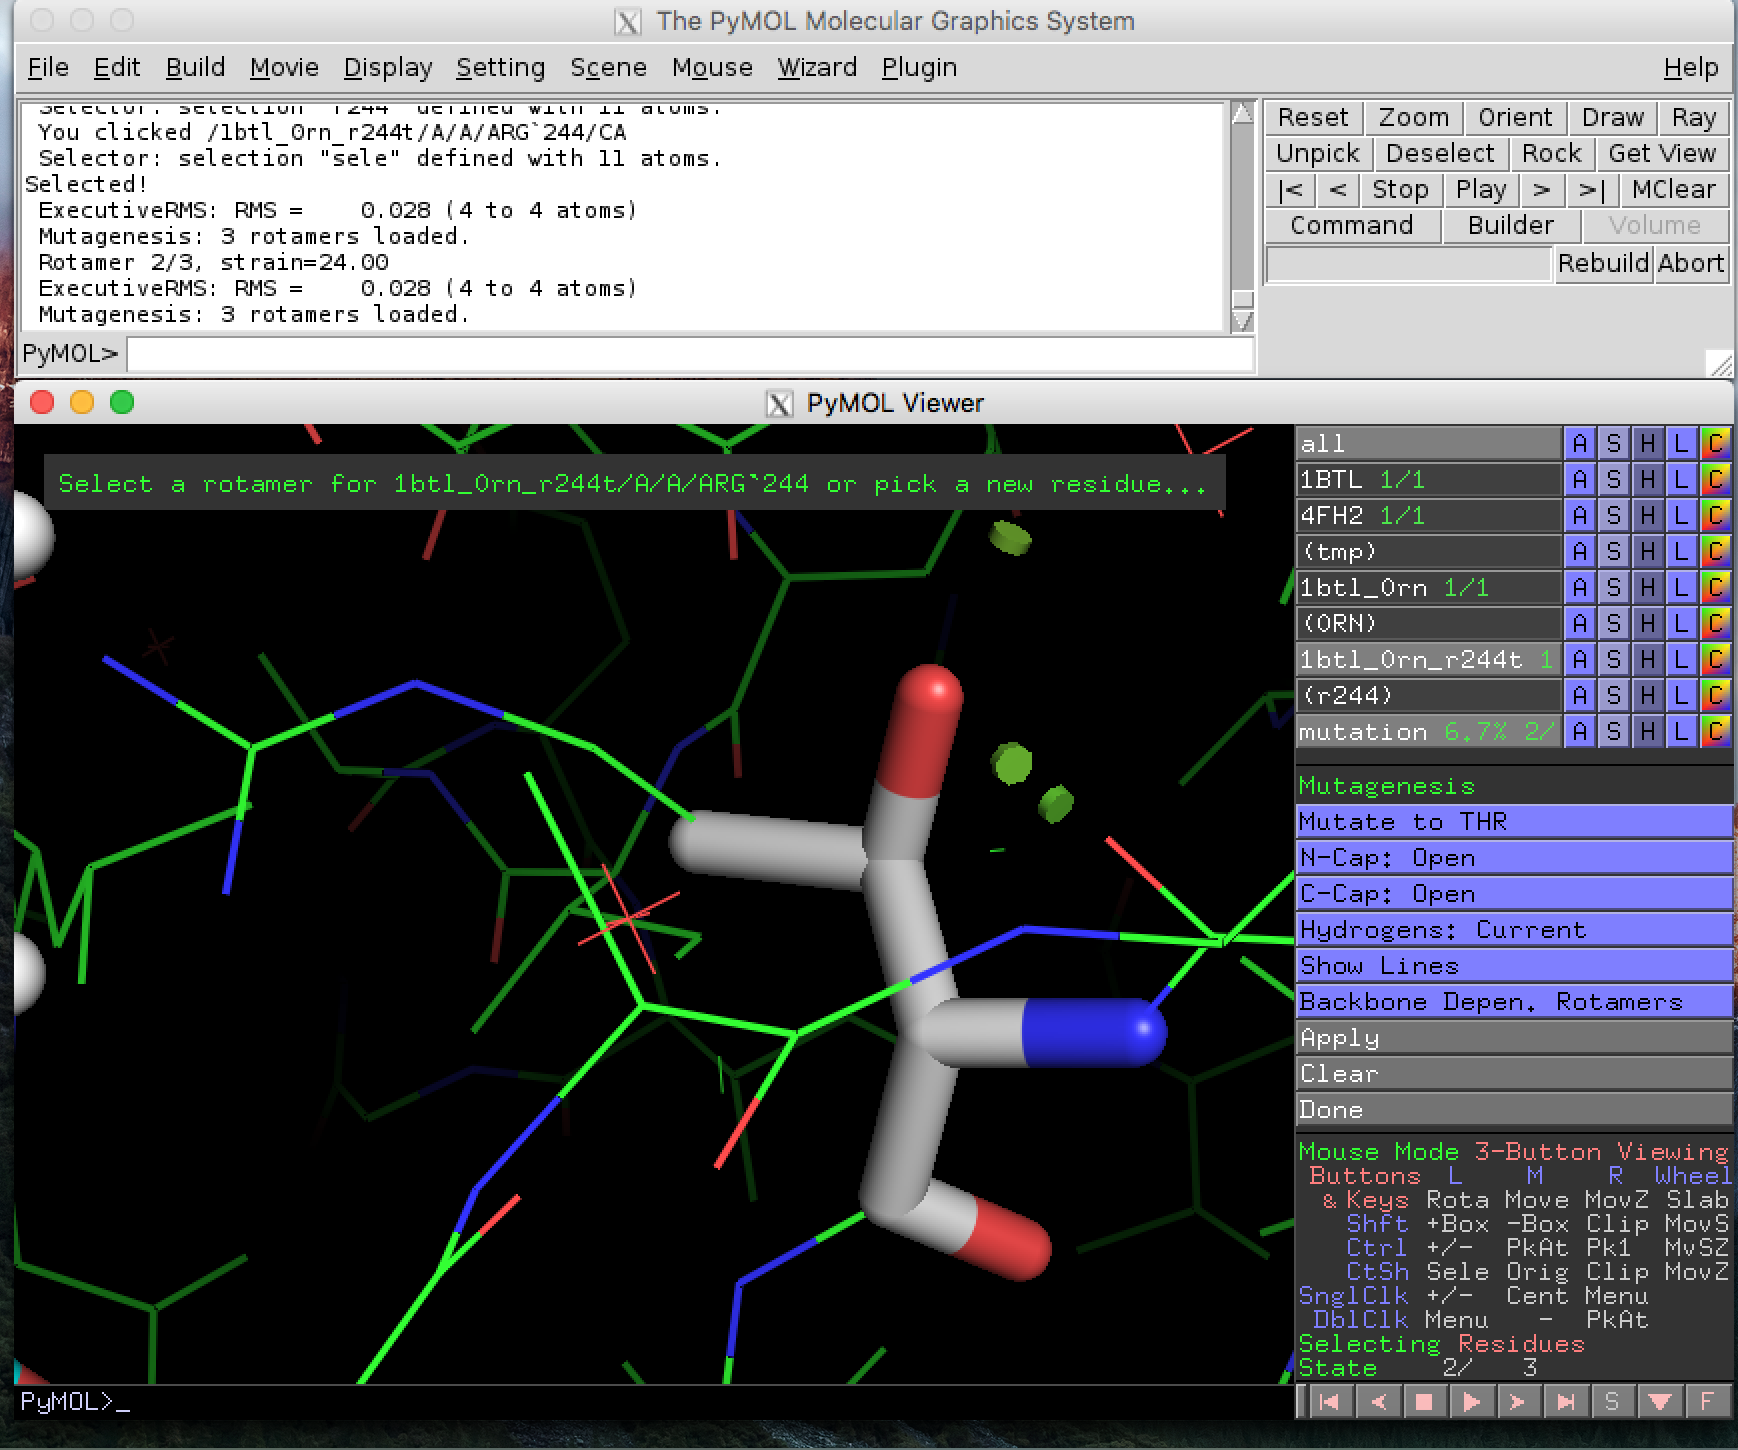 The PyMOL Molecular Graphics System
File Edit Build Movie Display Setting Scene Mouse Wizard Plugin Help
Selector: selection "r244" defined with 11 atoms.
You clicked /1btl_Orn_r244t/A/A/ARG`244/CA
Selector: selection "sele" defined with 11 atoms.
Selected!
ExecutiveRMS: RMS =    0.028 (4 to 4 atoms)
Mutagenesis: 3 rotamers loaded.
Rotamer 2/3, strain=24.00
ExecutiveRMS: RMS =    0.028 (4 to 4 atoms)
Mutagenesis: 3 rotamers loaded.
PyMOL>
Reset Zoom Orient Draw Ray
Unpick Deselect Rock Get View
|< < Stop Play > >| MClear
Command Builder Volume
Rebuild Abort
PyMOL Viewer
Select a rotamer for 1btl_Orn_r244t/A/A/ARG`244 or pick a new residue...
all A S H L C
1BTL 1/1 A S H L C
4FH2 1/1 A S H L C
(tmp) A S H L C
1btl_Orn 1/1 A S H L C
(ORN) A S H L C
1btl_Orn_r244t 1 A S H L C
(r244) A S H L C
mutation 6.7% 2/ A S H L C
Mutagenesis
Mutate to THR
N-Cap: Open
C-Cap: Open
Hydrogens: Current
Show Lines
Backbone Depen. Rotamers
Apply
Clear
Done
Mouse Mode 3-Button Viewing
Buttons L M R Wheel
& Keys Rota Move MovZ Slab
Shft +Box -Box Clip MovS
Ctrl +/- PkAt Pk1 MvSZ
CtSh Sele Orig Clip MovZ
SnglClk +/- Cent Menu
DblClk Menu - PkAt
Selecting Residues
State 2/ 3
PyMOL>_
S F